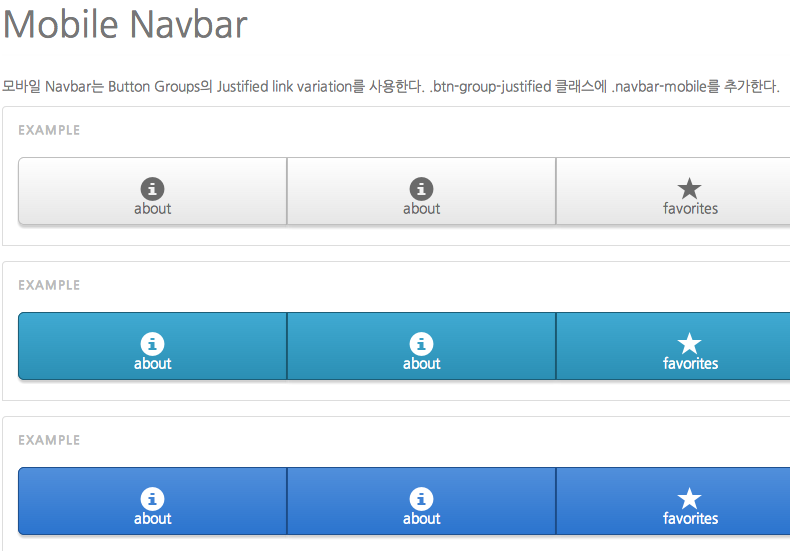 Mobile Navbar
모바일 Navbar는 Button Groups의 Justified link variation를 사용한다. .btn-group-justified 클래스에 .navbar-mobile를 추가한다.
EXAMPLE
about about favorites
EXAMPLE
about about favorites
EXAMPLE
about about favorites